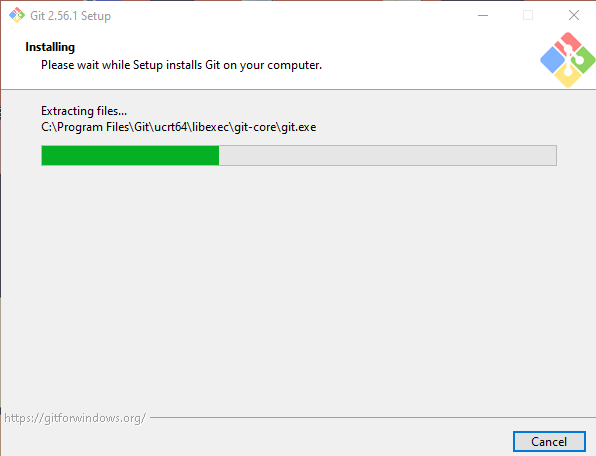 Git 2.56.1 Setup
Installing
Please wait while Setup installs Git on your computer.
Extracting files...
C:\Program Files\Git\ucrt64\libexec\git-core\git.exe
https://gitforwindows.org/
Cancel